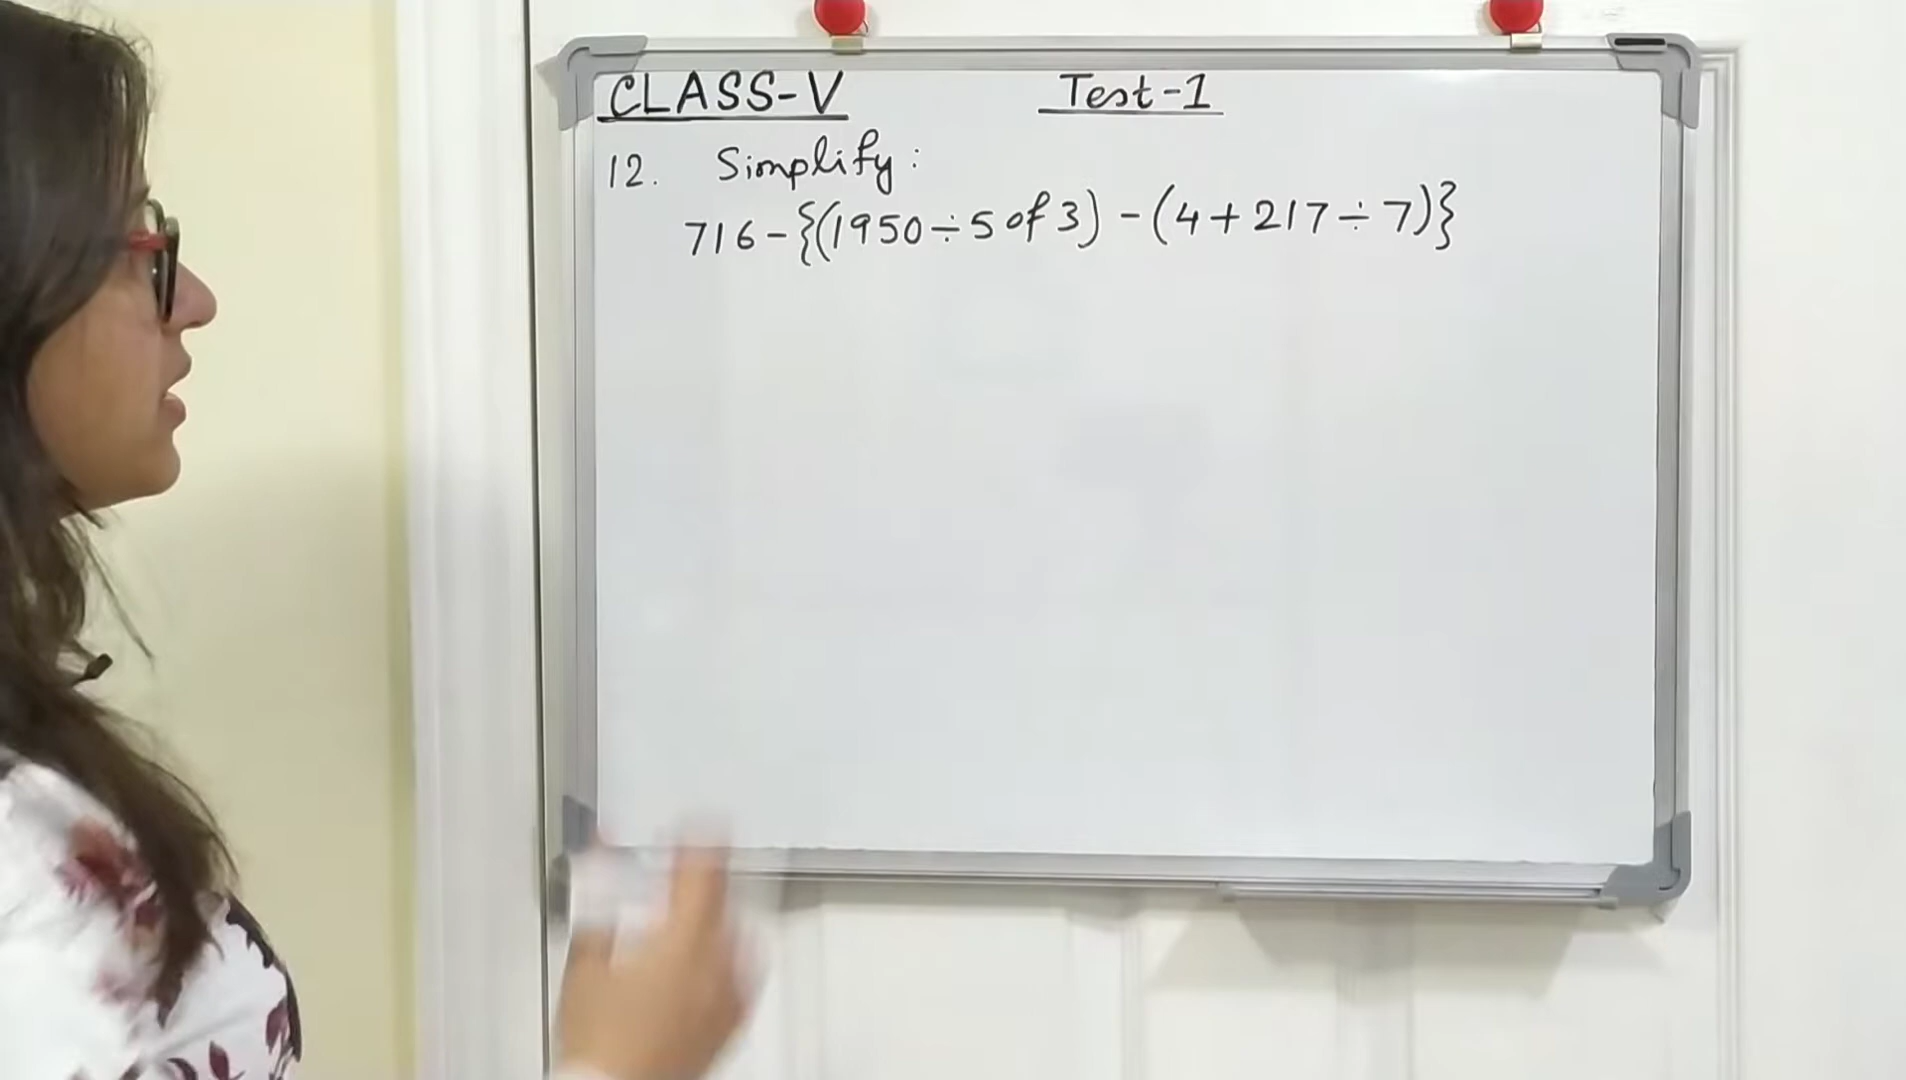 CLASS-V Test-1
12. Simplify:
716-{(1950÷5 of 3) -(4+217÷7)}